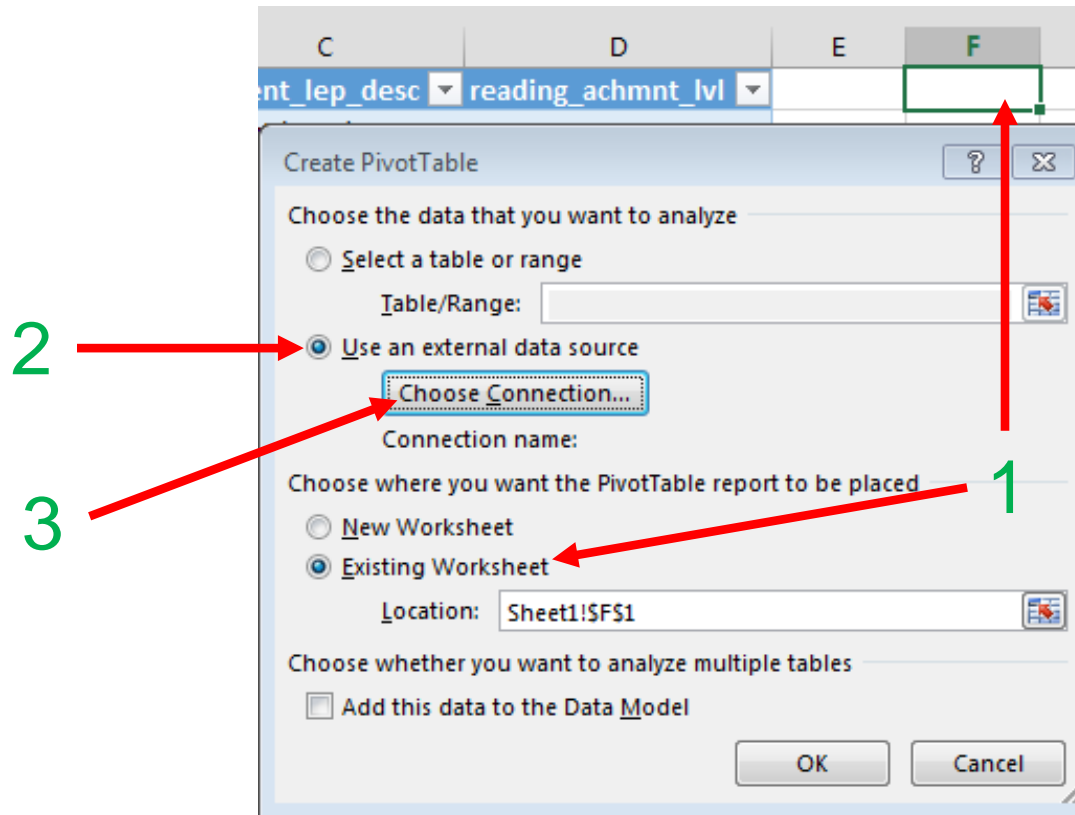 C D E F
nt_lep_desc reading_achmnt_lvl
Create PivotTable ?
Choose the data that you want to analyze
Select a table or range
Table/Range:
2
Use an external data source
Choose Connection...
Connection name:
1
Choose where you want the PivotTable report to be placed
3
New Worksheet
Existing Worksheet
Location: Sheet1!$F$1
Choose whether you want to analyze multiple tables
Add this data to the Data Model
OK Cancel